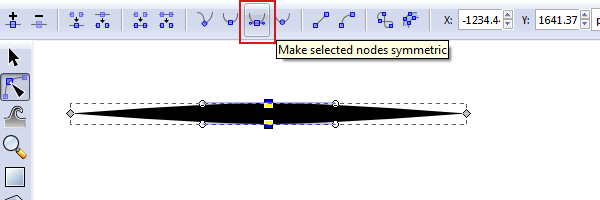 X: -1234.4 Y: 1641.37 p
Make selected nodes symmetric